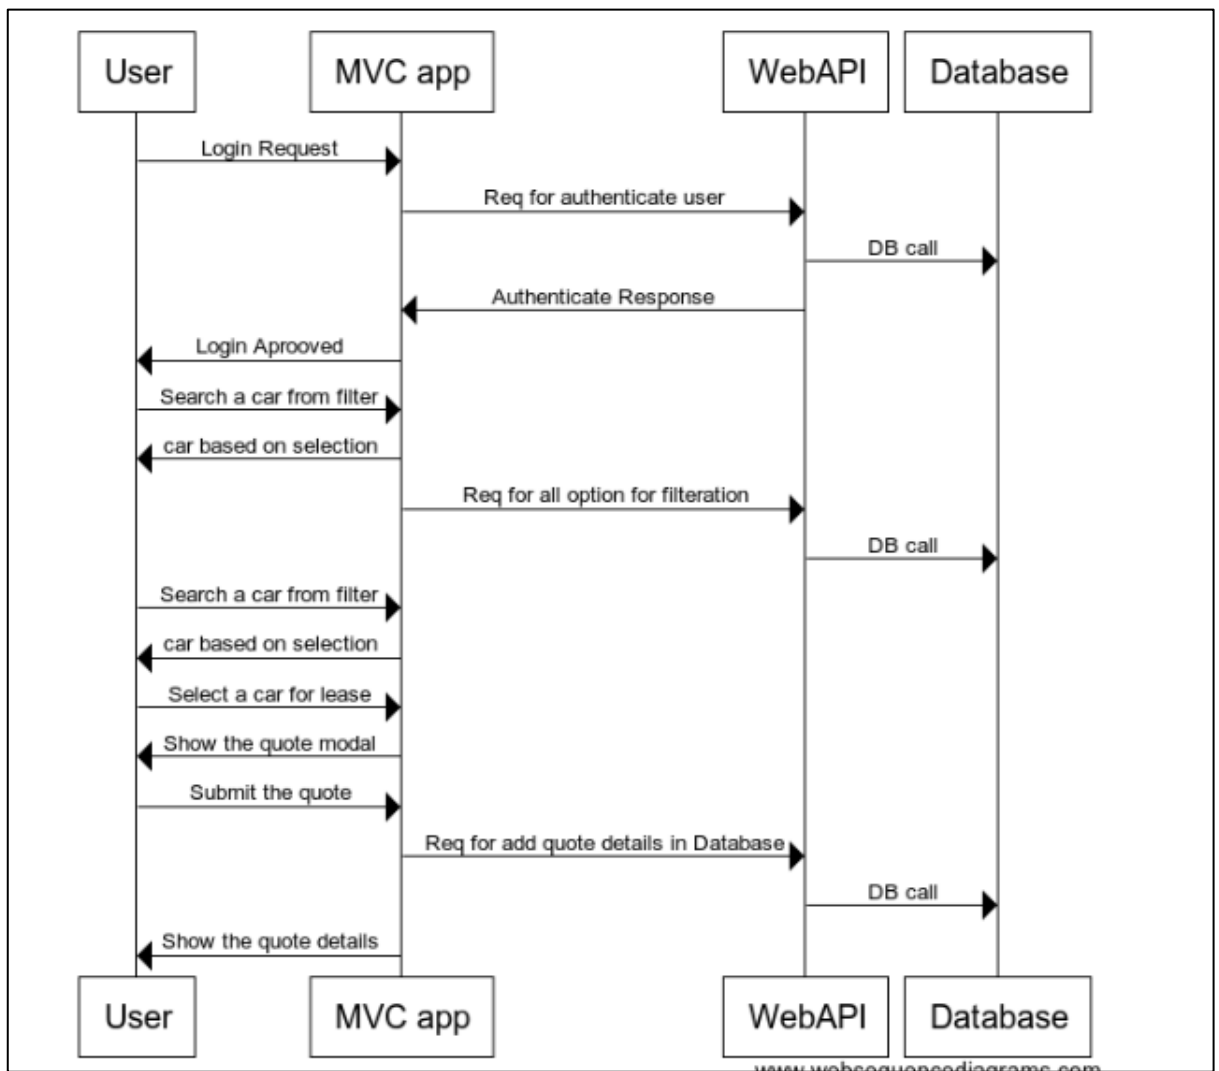 User MVC app WebAPI Database
Login Request
Req for authenticate user
DB call
Authenticate Response
Login Aprooved
Search a car from filter
car based on selection
Req for all option for filteration
DB call
Search a car from filter
car based on selection
Select a car for lease
Show the quote modal
Submit the quote
Req for add quote details in Database
DB call
Show the quote details
User MVC app WebAPI Database
www.websequencediagrams.com